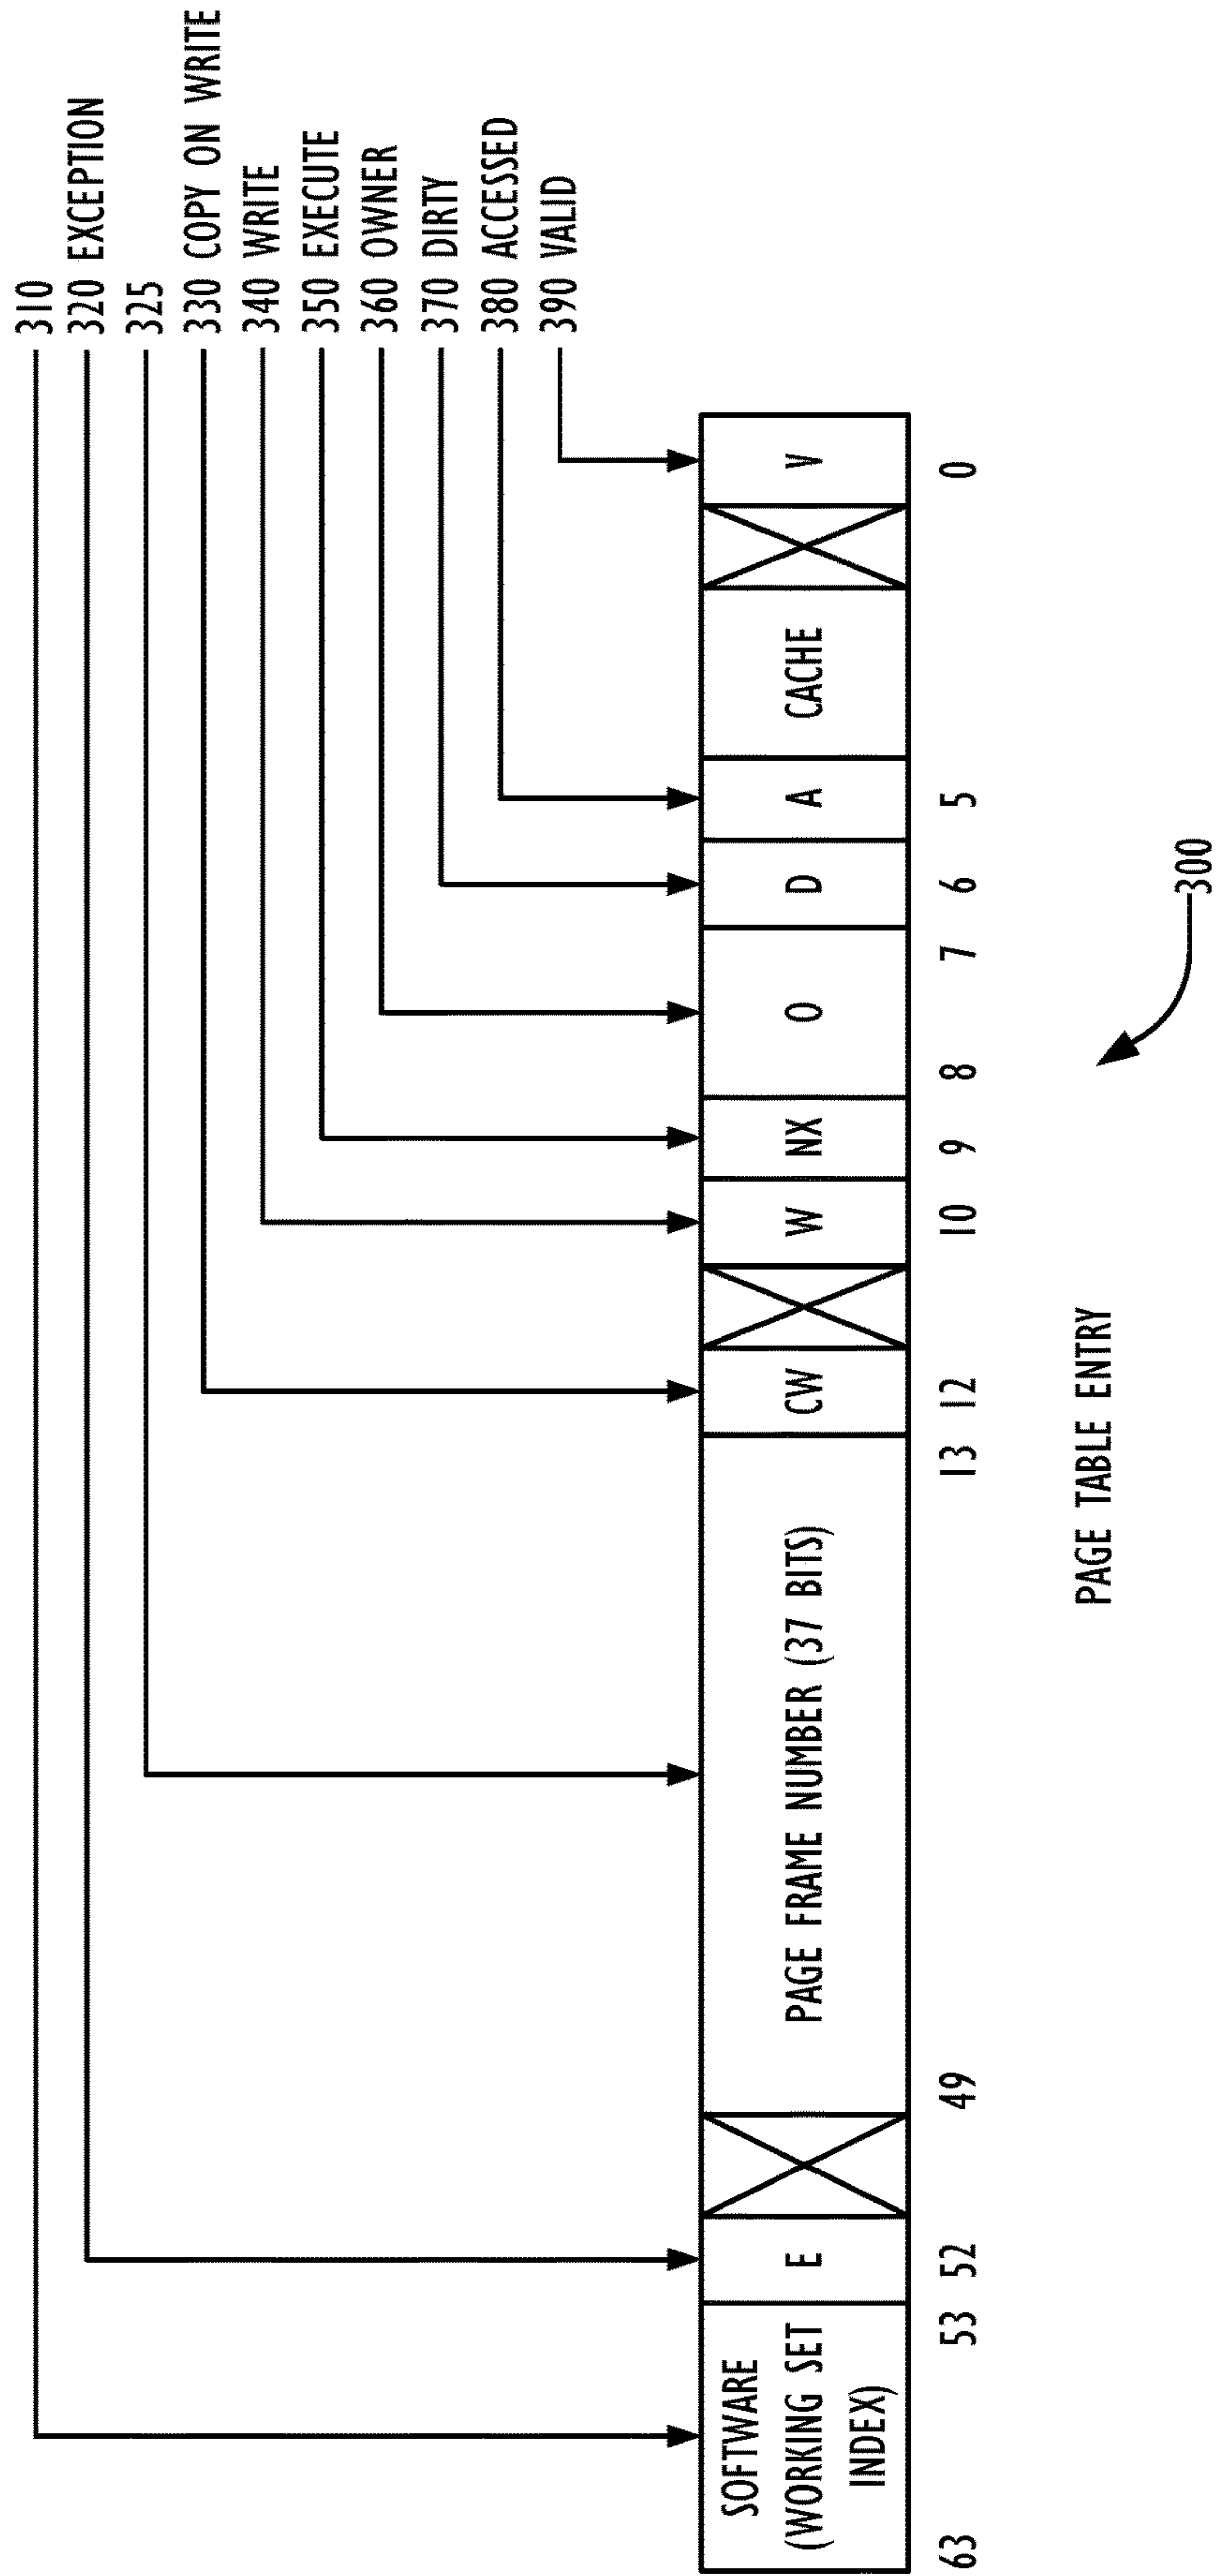 310
320 EXCEPTION
325
330 COPY ON WRITE
340 WRITE
350 EXECUTE
360 OWNER
370 DIRTY
380 ACCESSED
390 VALID
SOFTWARE
(WORKING SET
INDEX)
E
PAGE FRAME NUMBER (37 BITS)
CW
W
NX
O
D
A
CACHE
V
63
53
52
49
13
12
10
9
8
7
6
5
0
PAGE TABLE ENTRY
300